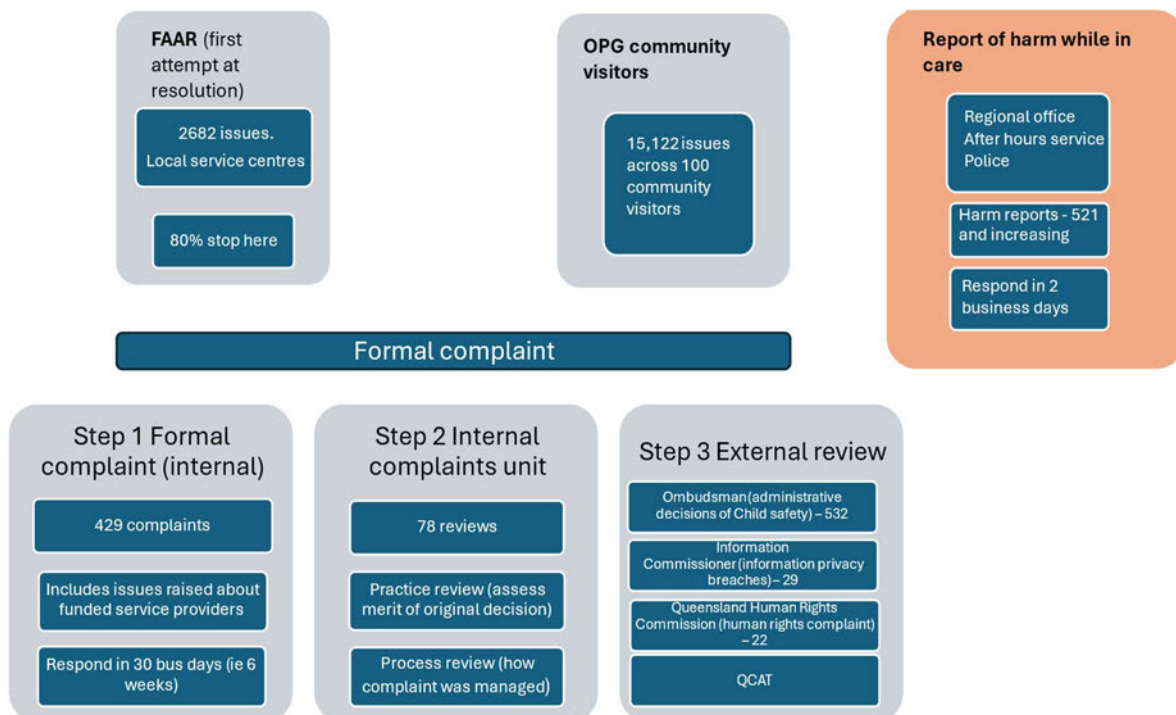 FAAR (first
attempt at
resolution)
2682 issues.
Local service centres
80% stop here
OPG community
visitors
15,122 issues
across 100
community
visitors
Report of harm while in
care
Regional office
After hours service
Police
Harm reports - 521
and increasing
Respond in 2
business days
Formal complaint
Step 1 Formal
complaint (internal)
429 complaints
Includes issues raised about
funded service providers
Respond in 30 bus days (ie 6
weeks)
Step 2 Internal
complaints unit
78 reviews
Practice review (assess
merit of original decision)
Process review (how
complaint was managed)
Step 3 External review
Ombudsman(administrative
decisions of Child safety) – 532
Information
Commissioner(information privacy
breaches)– 29
Queensland Human Rights
Commission (human rights complaint)
– 22
QCAT